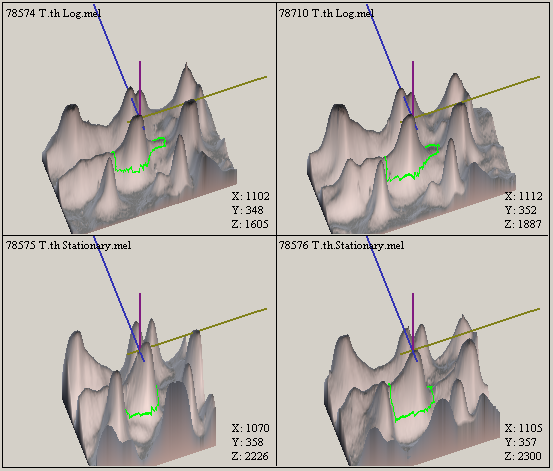 78574 T.th Log.mel
78710 T.th Log.mel
X: 1102
Y: 348
Z: 1605
X: 1112
Y: 352
Z: 1887
78575 T.th.Stationary.mel
78576 T.th.Stationary.mel
X: 1070
Y: 358
Z: 2226
X: 1105
Y: 357
Z: 2300